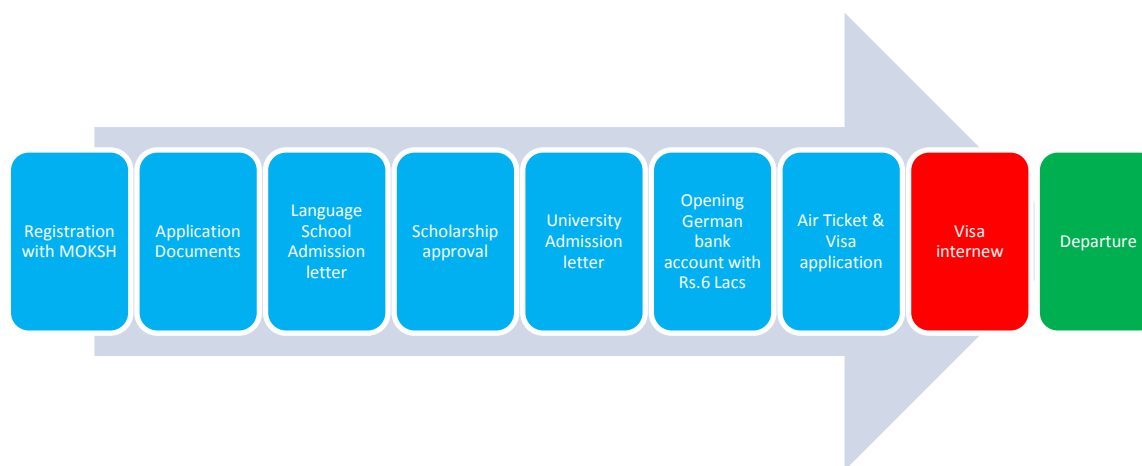 Registration
with MOKSH
Application
Documents
Language
School
Admission
letter
Scholarship
approval
University
Admission
letter
Opening
German
bank
account with
Rs.6 Lacs
Air Ticket &
Visa
application
Visa
internew
Departure